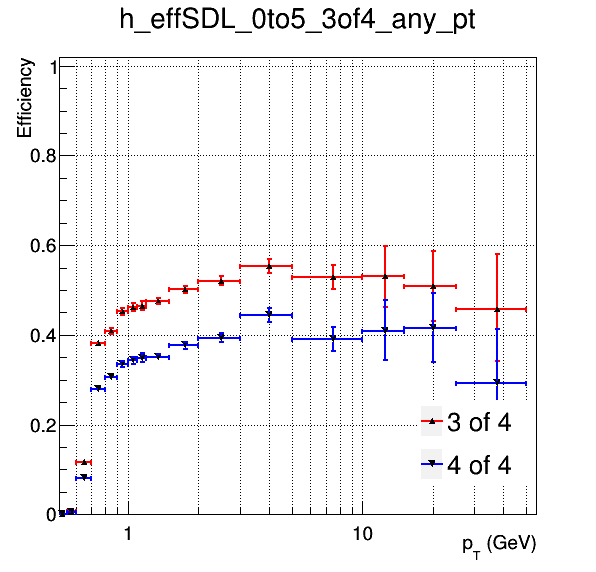 h_effSDL_0to5_3of4_any_pt
Efficiency
1
0.8
0.6
0.4
0.2
0
3 of 4
4 of 4
1
10
p_T (GeV)